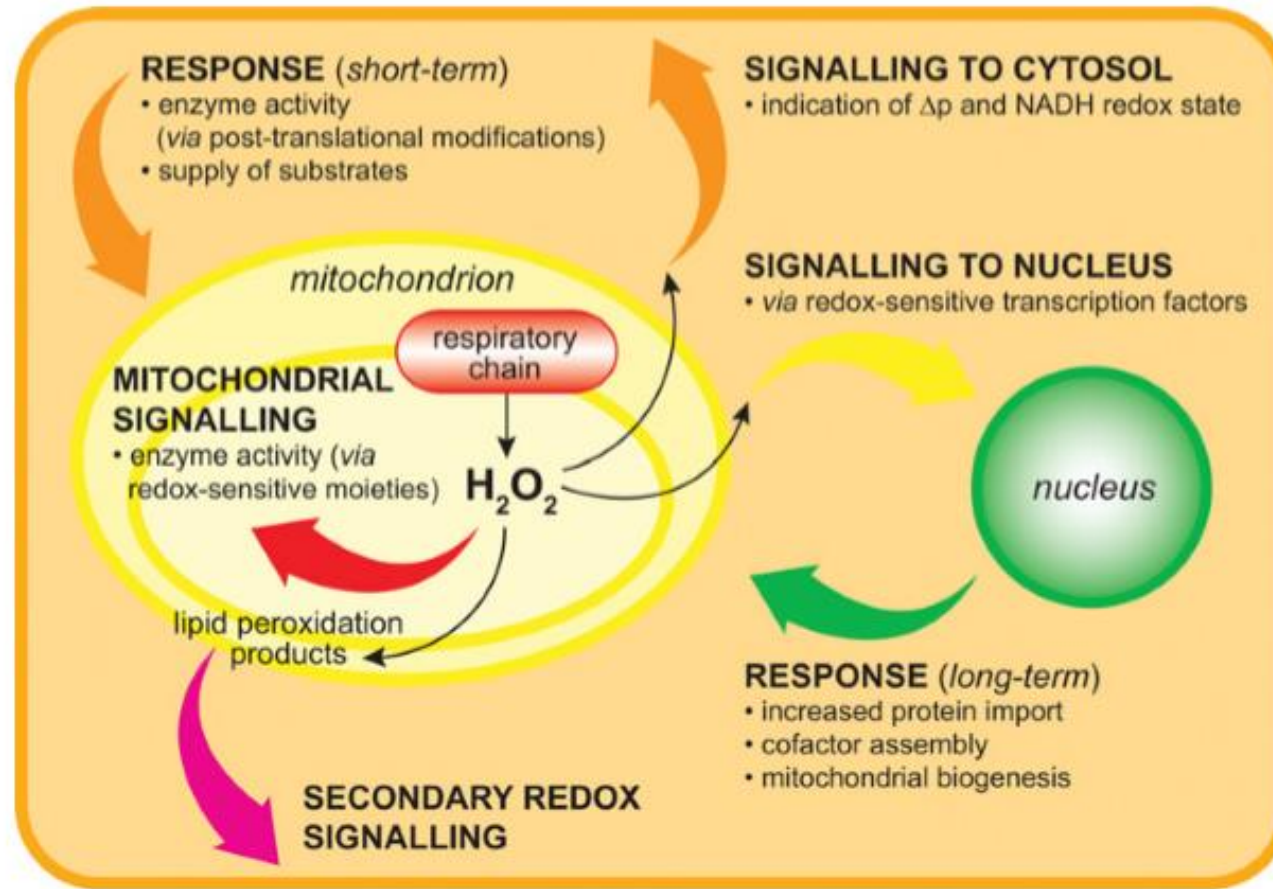 RESPONSE (short-term)
• enzyme activity
(via post-translational modifications)
• supply of substrates
SIGNALLING TO CYTOSOL
• indication of Δp and NADH redox state
mitochondrion
respiratory
chain
SIGNALLING TO NUCLEUS
• via redox-sensitive transcription factors
MITOCHONDRIAL
SIGNALLING
• enzyme activity (via
redox-sensitive moieties)
H₂O₂
nucleus
lipid peroxidation
products
RESPONSE (long-term)
• increased protein import
• cofactor assembly
• mitochondrial biogenesis
SECONDARY REDOX
SIGNALLING